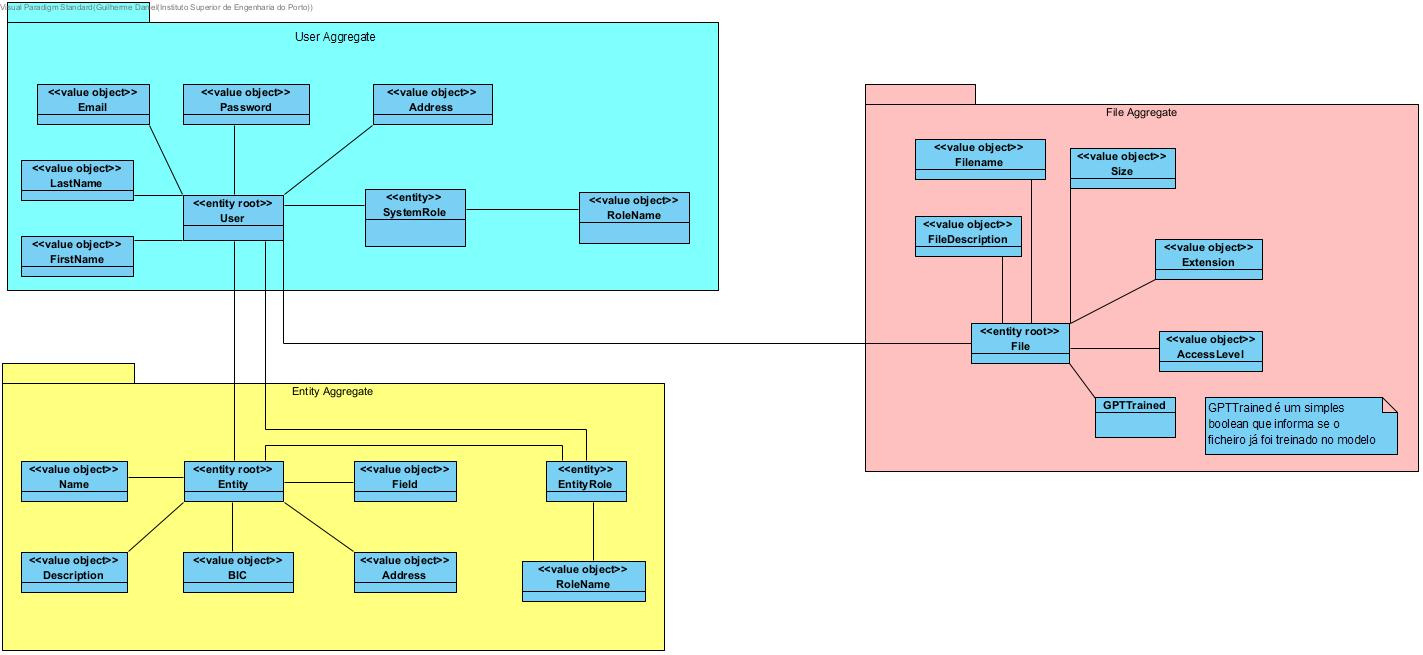 Visual Paradigm Standard(Guilherme Daniel(Instituto Superior de Engenharia do Porto))
User Aggregate
<<value object>>
Email
<<value object>>
Password
<<value object>>
Address
<<value object>>
LastName
<<entity root>>
User
<<entity>>
SystemRole
<<value object>>
RoleName
<<value object>>
FirstName
File Aggregate
<<value object>>
Filename
<<value object>>
Size
<<value object>>
FileDescription
<<value object>>
Extension
<<entity root>>
File
<<value object>>
AccessLevel
GPTTrained
GPTTrained é um simples
boolean que informa se o
ficheiro já foi treinado no modelo
Entity Aggregate
<<value object>>
Name
<<entity root>>
Entity
<<value object>>
Field
<<entity>>
EntityRole
<<value object>>
Description
<<value object>>
BIC
<<value object>>
Address
<<value object>>
RoleName